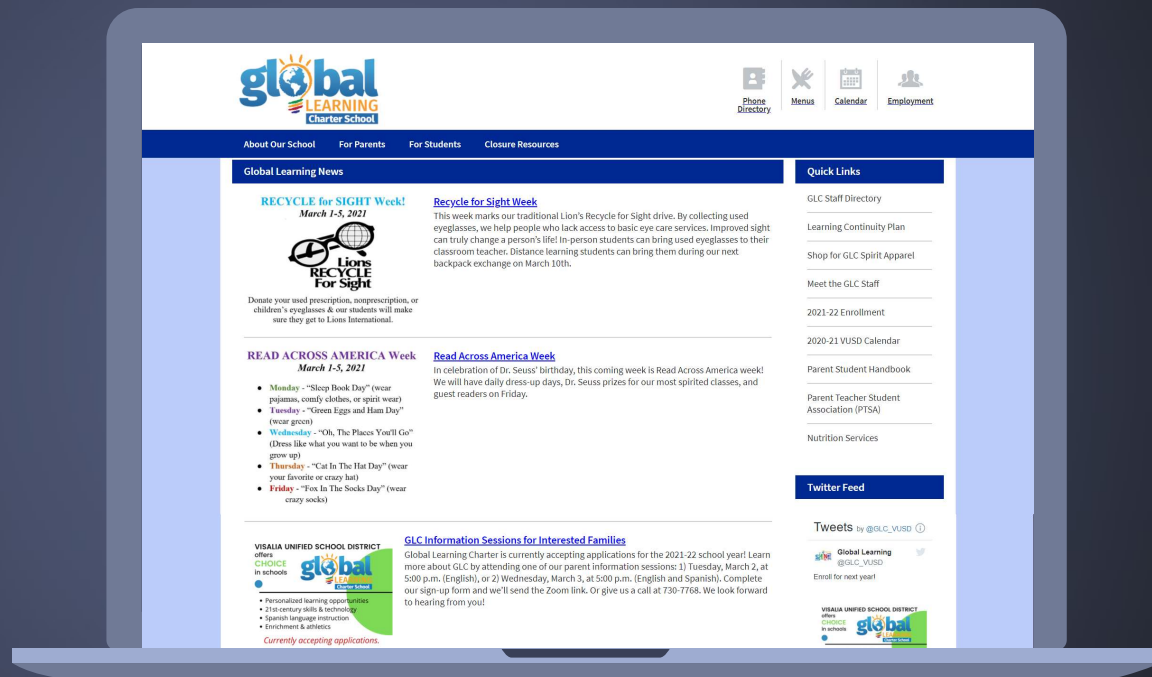 global
LEARNING
Charter School
Phone
Directory
Menus
Calendar
Employment
About Our School For Parents For Students Closure Resources
Global Learning News
RECYCLE for SIGHT Week!
March 1-5, 2021
Lions
RECYCLE
For Sight
Donate your used prescription, nonprescription, or
children's eyeglasses & our students will make
sure they get to Lions International.
Recycle for Sight Week
This week marks our traditional Lion's Recycle for Sight drive. By collecting used
eyeglasses, we help people who lack access to basic eye care services. Improved sight
can truly change a person's life! In-person students can bring used eyeglasses to their
classroom teacher. Distance learning students can bring them during our next
backpack exchange on March 10th.
READ ACROSS AMERICA Week
March 1-5, 2021
• Monday - "Sleep Book Day" (wear
pajamas, comfy clothes, or spirit wear)
• Tuesday - "Green Eggs and Ham Day"
(wear green)
• Wednesday - "Oh, The Places You'll Go"
(Dress like what you want to be when you
grow up)
• Thursday - "Cat In The Hat Day" (wear
your favorite or crazy hat)
• Friday - "Fox In The Socks Day" (wear
crazy socks)
Read Across America Week
In celebration of Dr. Seuss' birthday, this coming week is Read Across America week!
We will have daily dress-up days, Dr. Seuss prizes for our most spirited classes, and
guest readers on Friday.
VISALIA UNIFIED SCHOOL DISTRICT
offers
CHOICE
in schools
global
LEARNING
Charter School
• Personalized learning opportunities
• 21st-century skills & technology
• Spanish language instruction
• Enrichment & athletics
Currently accepting applications.
GLC Information Sessions for Interested Families
Global Learning Charter is currently accepting applications for the 2021-22 school year! Learn
more about GLC by attending one of our parent information sessions: 1) Tuesday, March 2, at
5:00 p.m. (English), or 2) Wednesday, March 3, at 5:00 p.m. (English and Spanish). Complete
our sign-up form and we'll send the Zoom link. Or give us a call at 730-7768. We look forward
to hearing from you!
Quick Links
GLC Staff Directory
Learning Continuity Plan
Shop for GLC Spirit Apparel
Meet the GLC Staff
2021-22 Enrollment
2020-21 VUSD Calendar
Parent Student Handbook
Parent Teacher Student
Association (PTSA)
Nutrition Services
Twitter Feed
Tweets by @GLC_VUSD
Global Learning
@GLC_VUSD
Enroll for next year!
VISALIA UNIFIED SCHOOL DISTRICT
offers
CHOICE
in schools
global
LEARNING
Charter School